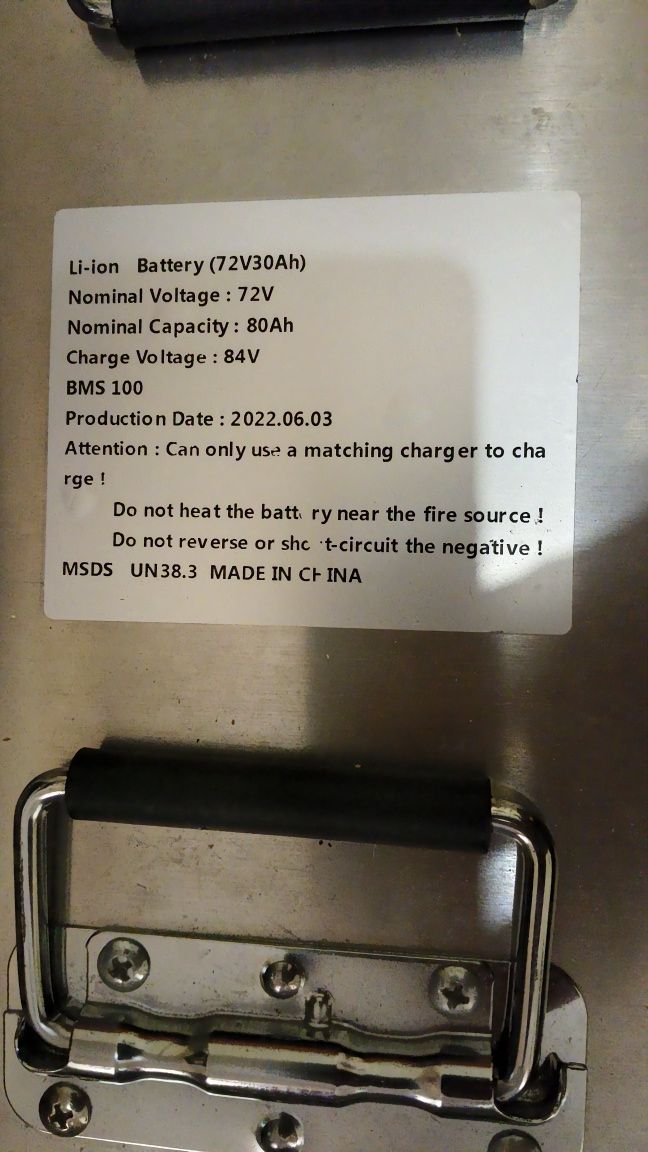 Li-ion Battery (72V30Ah)
Nominal Voltage : 72V
Nominal Capacity : 80Ah
Charge Voltage : 84V
BMS 100
Production Date : 2022.06.03
Attention : Can only use a matching charger to cha
rge !
Do not heat the battery near the fire source !
Do not reverse or short-circuit the negative !
MSDS UN38.3 MADE IN CHINA